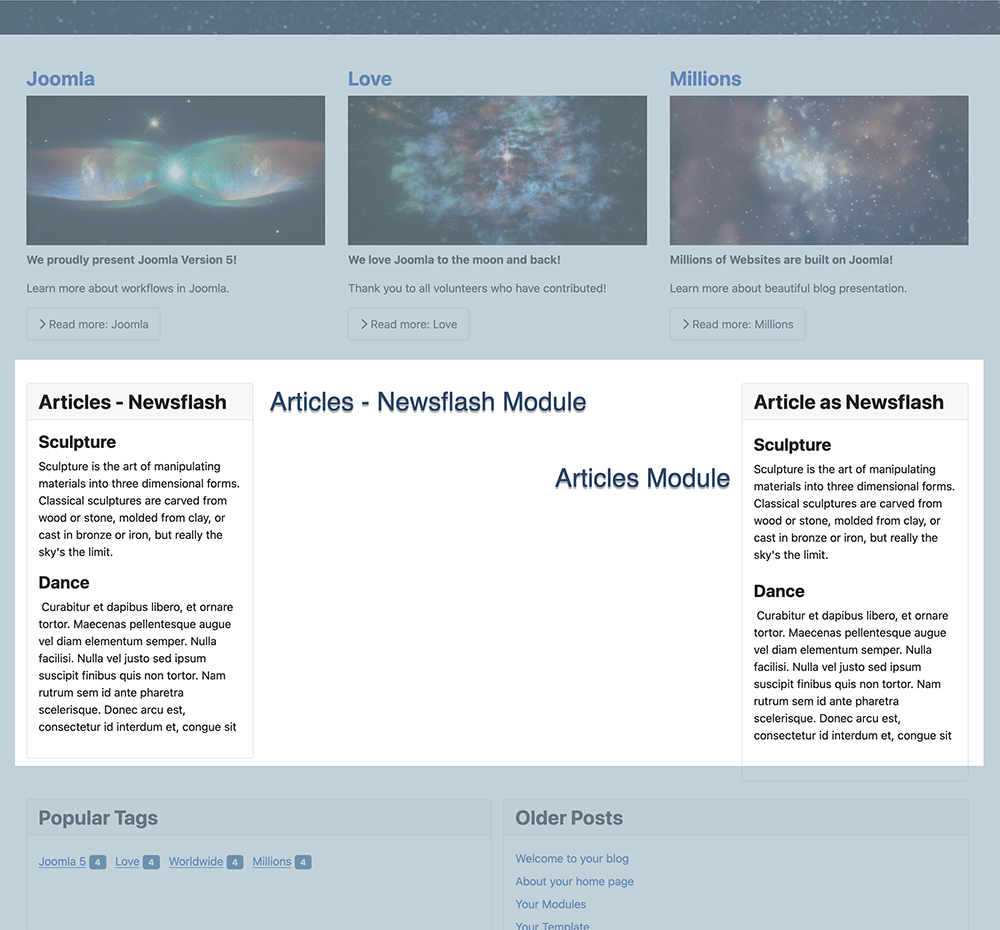 Joomla
We proudly present Joomla Version 5!
Learn more about workflows in Joomla.
Read more: Joomla
Love
We love Joomla to the moon and back!
Thank you to all volunteers who have contributed!
Read more: Love
Millions
Millions of Websites are built on Joomla!
Learn more about beautiful blog presentation.
Read more: Millions
Articles - Newsflash
Sculpture
Sculpture is the art of manipulating
materials into three dimensional forms.
Classical sculptures are carved from
wood or stone, molded from clay, or
cast in bronze or iron, but really the
sky's the limit.
Dance
Curabitur et dapibus libero, et ornare
tortor. Maecenas pellentesque augue
vel diam elementum semper. Nulla
facilisi. Nulla vel justo sed ipsum
suscipit finibus quis non tortor. Nam
rutrum sem id ante pharetra
scelerisque. Donec arcu est,
consectetur id interdum et, congue sit
Articles - Newsflash Module
Articles Module
Article as Newsflash
Sculpture
Sculpture is the art of manipulating
materials into three dimensional forms.
Classical sculptures are carved from
wood or stone, molded from clay, or
cast in bronze or iron, but really the
sky's the limit.
Dance
Curabitur et dapibus libero, et ornare
tortor. Maecenas pellentesque augue
vel diam elementum semper. Nulla
facilisi. Nulla vel justo sed ipsum
suscipit finibus quis non tortor. Nam
rutrum sem id ante pharetra
scelerisque. Donec arcu est,
consectetur id interdum et, congue sit
Popular Tags
Joomla 5 4 Love 4 Worldwide 4 Millions 4
Older Posts
Welcome to your blog
About your home page
Your Modules
Your Template